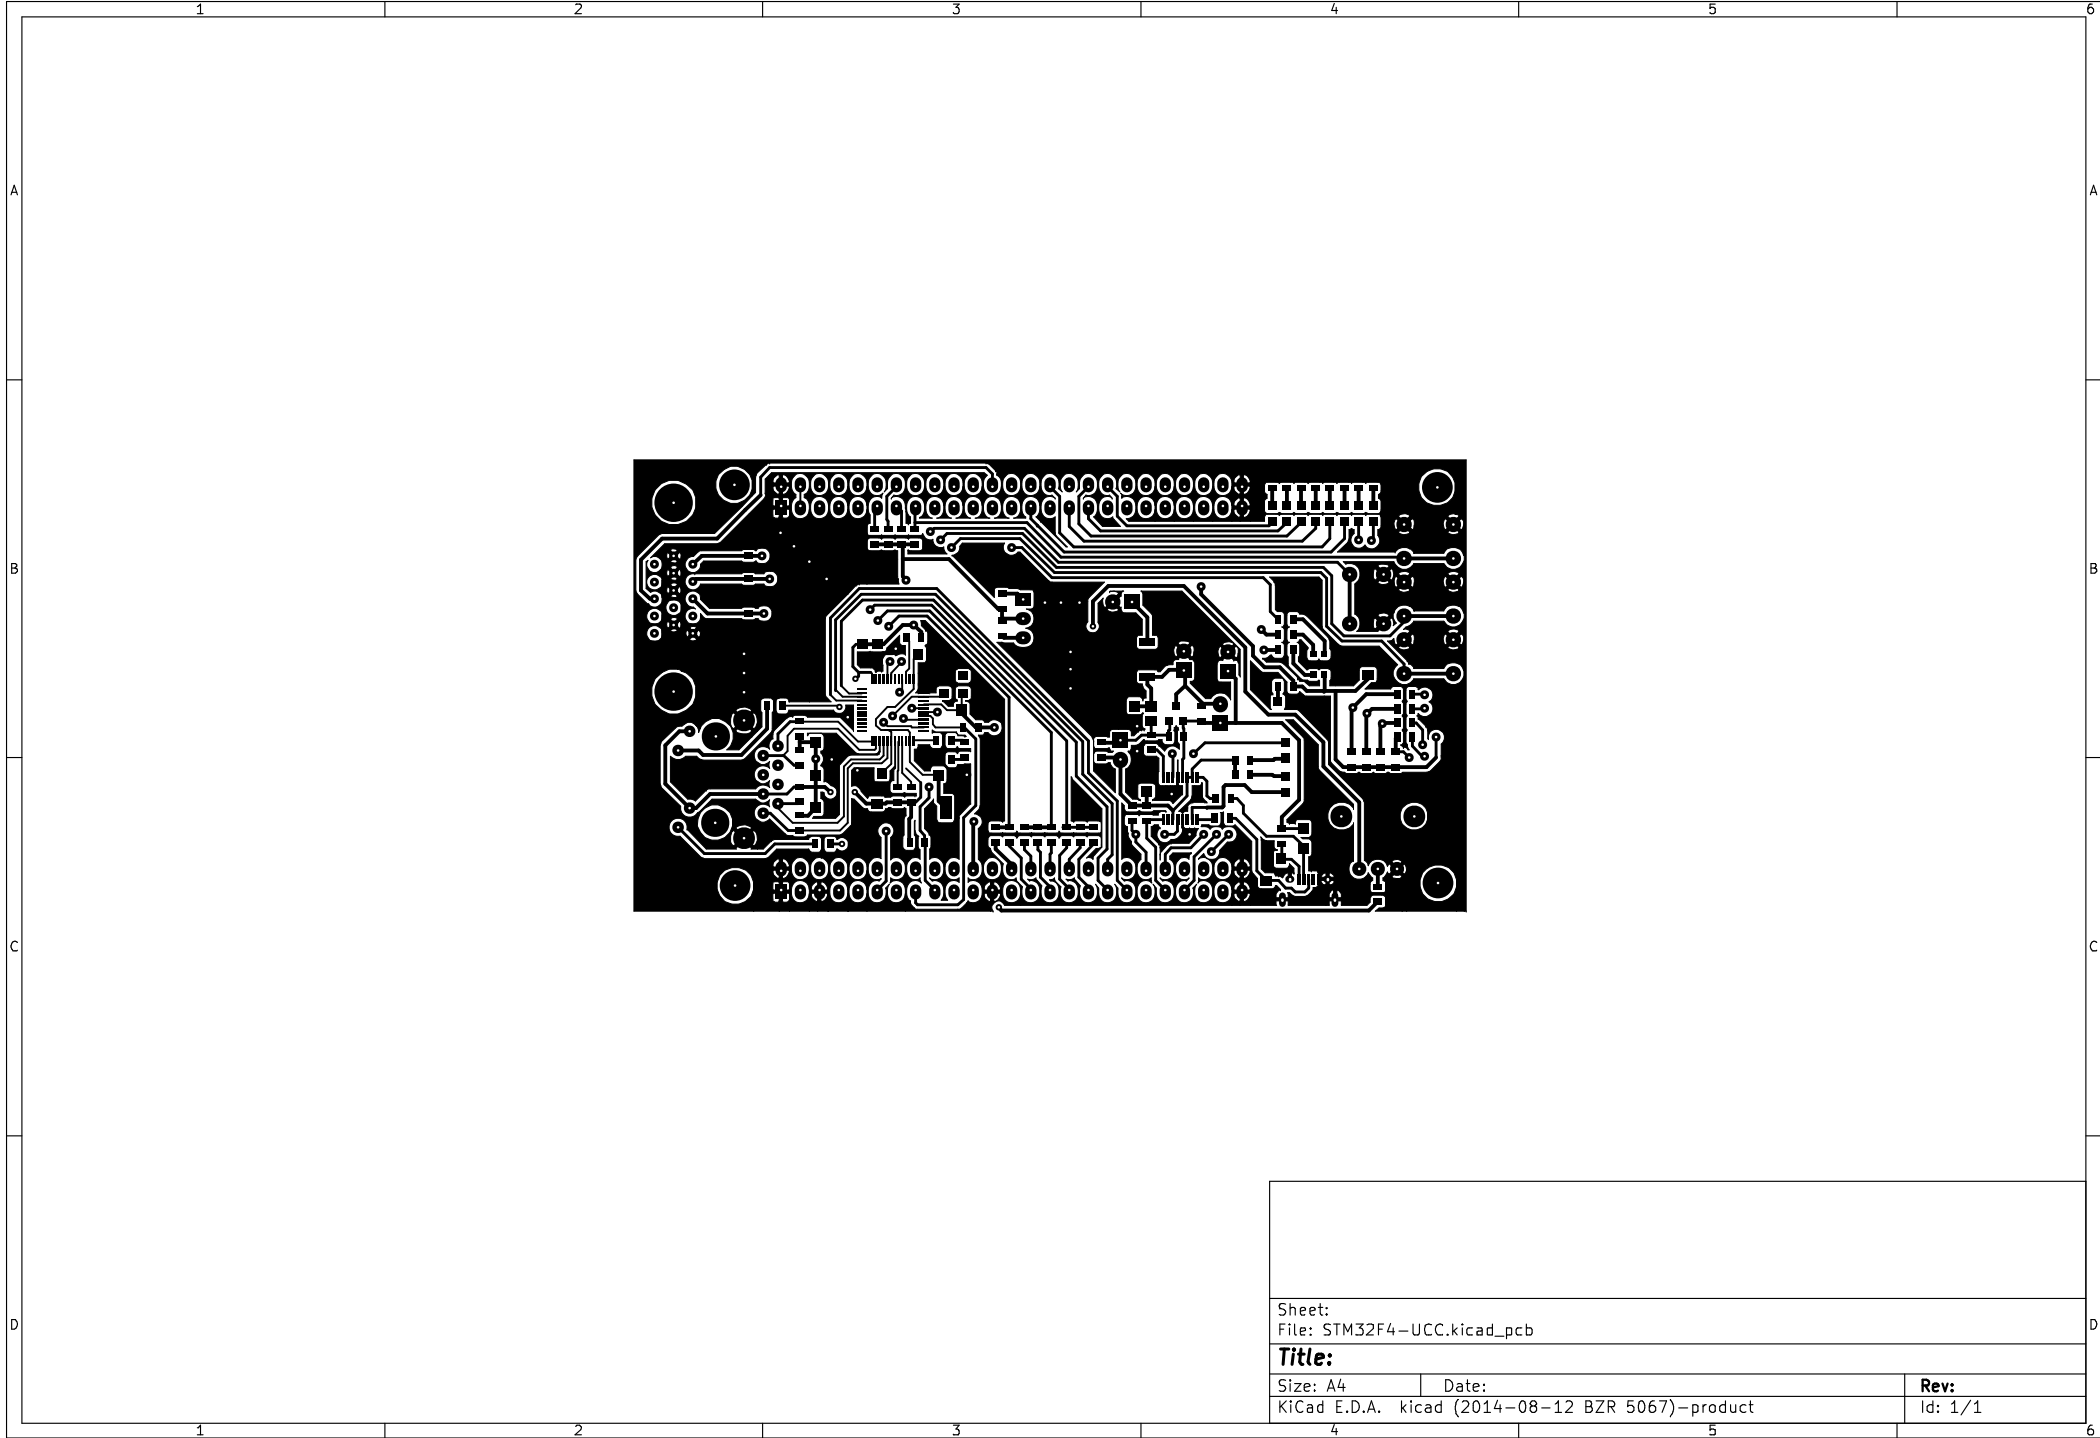 1 2 3 4 5 6
A A
B B
C C
D D
Sheet:
File: STM32F4-UCC.kicad_pcb
Title:
Size: A4 Date: Rev:
KiCad E.D.A. kicad (2014-08-12 BZR 5067)-product Id: 1/1
1 2 3 4 5 6